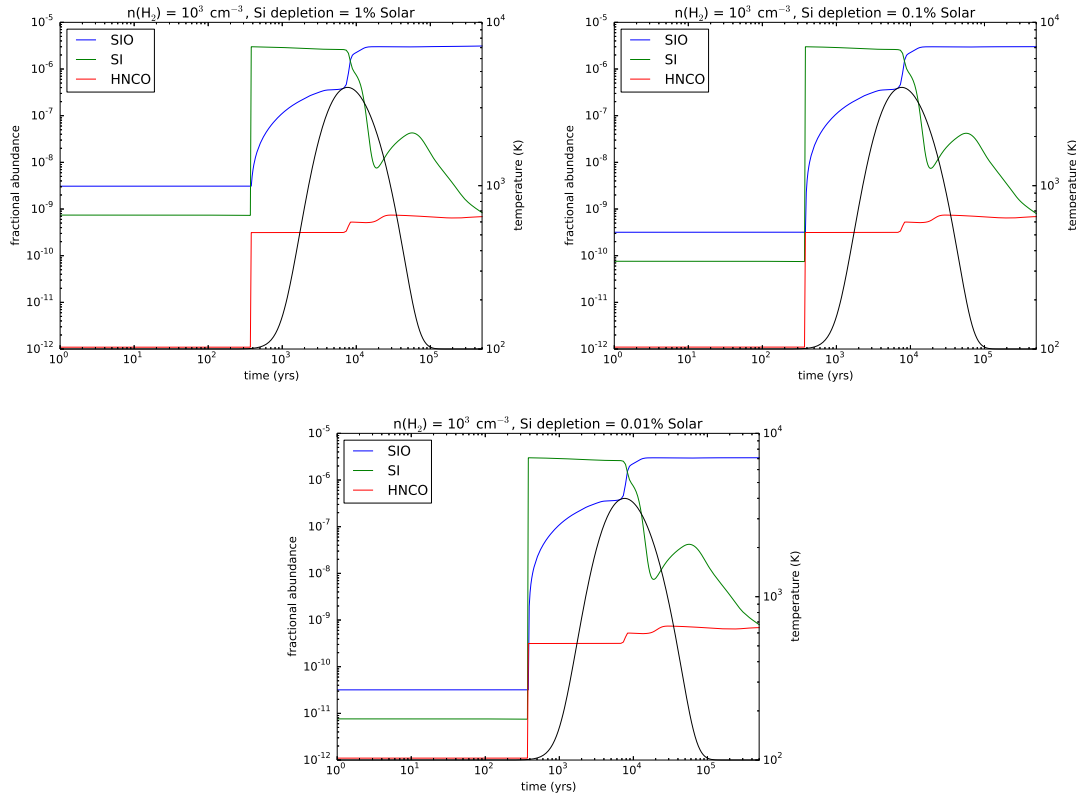 n(H₂) = 10³ cm⁻³, Si depletion = 1% Solar
SIO
SI
HNCO
10⁻⁵
10⁻⁶
10⁻⁷
10⁻⁸
10⁻⁹
10⁻¹⁰
10⁻¹¹
10⁻¹²
fractional abundance
10⁴
10³
10²
temperature (K)
10⁰ 10¹ 10² 10³ 10⁴ 10⁵
time (yrs)
n(H₂) = 10³ cm⁻³, Si depletion = 0.1% Solar
SIO
SI
HNCO
10⁻⁵
10⁻⁶
10⁻⁷
10⁻⁸
10⁻⁹
10⁻¹⁰
10⁻¹¹
10⁻¹²
fractional abundance
10⁴
10³
10²
temperature (K)
10⁰ 10¹ 10² 10³ 10⁴ 10⁵
time (yrs)
n(H₂) = 10³ cm⁻³, Si depletion = 0.01% Solar
SIO
SI
HNCO
10⁻⁵
10⁻⁶
10⁻⁷
10⁻⁸
10⁻⁹
10⁻¹⁰
10⁻¹¹
10⁻¹²
fractional abundance
10⁴
10³
10²
temperature (K)
10⁰ 10¹ 10² 10³ 10⁴ 10⁵
time (yrs)